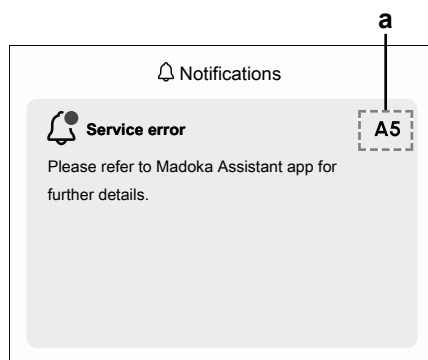 a
Notifications
Service error
A5
Please refer to Madoka Assistant app for
further details.